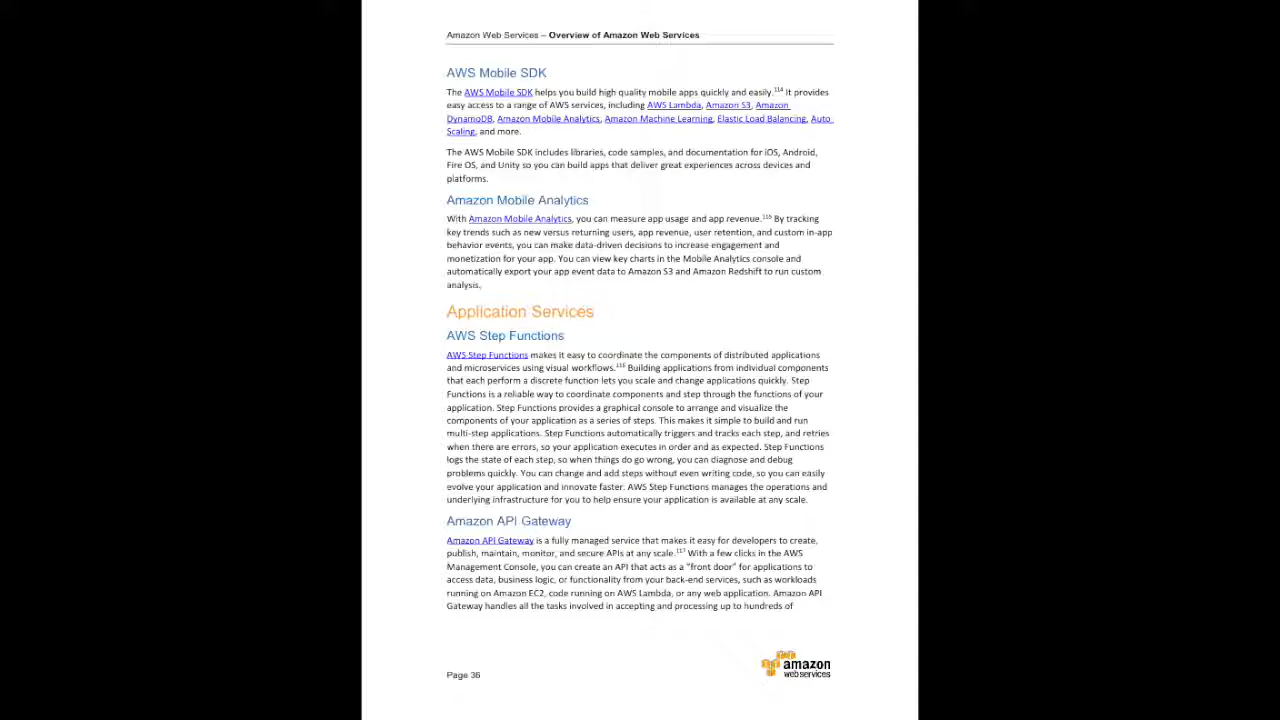 Amazon Web Services – Overview of Amazon Web Services
AWS Mobile SDK
The AWS Mobile SDK helps you build high quality mobile apps quickly and easily.114 It provides
easy access to a range of AWS services, including AWS Lambda, Amazon S3, Amazon
DynamoDB, Amazon Mobile Analytics, Amazon Machine Learning, Elastic Load Balancing, Auto
Scaling, and more.
The AWS Mobile SDK includes libraries, code samples, and documentation for iOS, Android,
Fire OS, and Unity so you can build apps that deliver great experiences across devices and
platforms.
Amazon Mobile Analytics
With Amazon Mobile Analytics, you can measure app usage and app revenue.115 By tracking
key trends such as new versus returning users, app revenue, user retention, and custom in-app
behavior events, you can make data-driven decisions to increase engagement and
monetization for your app. You can view key charts in the Mobile Analytics console and
automatically export your app event data to Amazon S3 and Amazon Redshift to run custom
analysis.
Application Services
AWS Step Functions
AWS Step Functions makes it easy to coordinate the components of distributed applications
and microservices using visual workflows.116 Building applications from individual components
that each perform a discrete function lets you scale and change applications quickly. Step
Functions is a reliable way to coordinate components and step through the functions of your
application. Step Functions provides a graphical console to arrange and visualize the
components of your application as a series of steps. This makes it simple to build and run
multi-step applications. Step Functions automatically triggers and tracks each step, and retries
when there are errors, so your application executes in order and as expected. Step Functions
logs the state of each step, so when things do go wrong, you can diagnose and debug
problems quickly. You can change and add steps without even writing code, so you can easily
evolve your application and innovate faster. AWS Step Functions manages the operations and
underlying infrastructure for you to help ensure your application is available at any scale.
Amazon API Gateway
Amazon API Gateway is a fully managed service that makes it easy for developers to create,
publish, maintain, monitor, and secure APIs at any scale.117 With a few clicks in the AWS
Management Console, you can create an API that acts as a “front door” for applications to
access data, business logic, or functionality from your back-end services, such as workloads
running on Amazon EC2, code running on AWS Lambda, or any web application. Amazon API
Gateway handles all the tasks involved in accepting and processing up to hundreds of
Page 36
amazon
web services